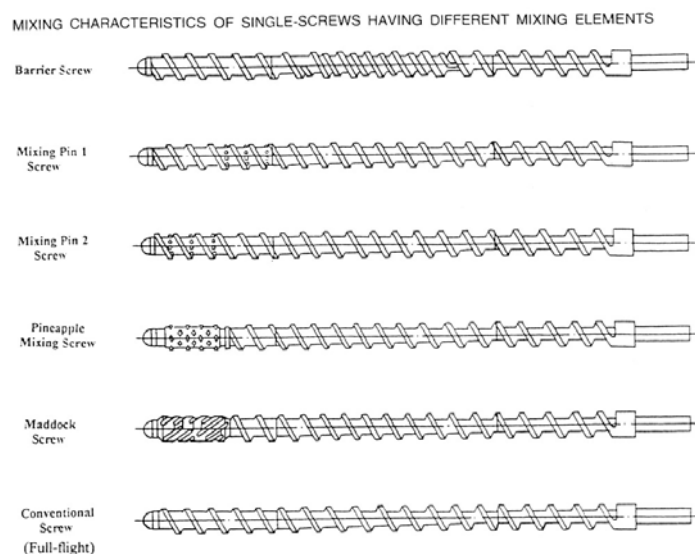 MIXING CHARACTERISTICS OF SINGLE-SCREWS HAVING DIFFERENT MIXING ELEMENTS
Barrier Screw
Mixing Pin 1
Screw
Mixing Pin 2
Screw
Pineapple
Mixing Screw
Maddock
Screw
Conventional
Screw
(Full-flight)